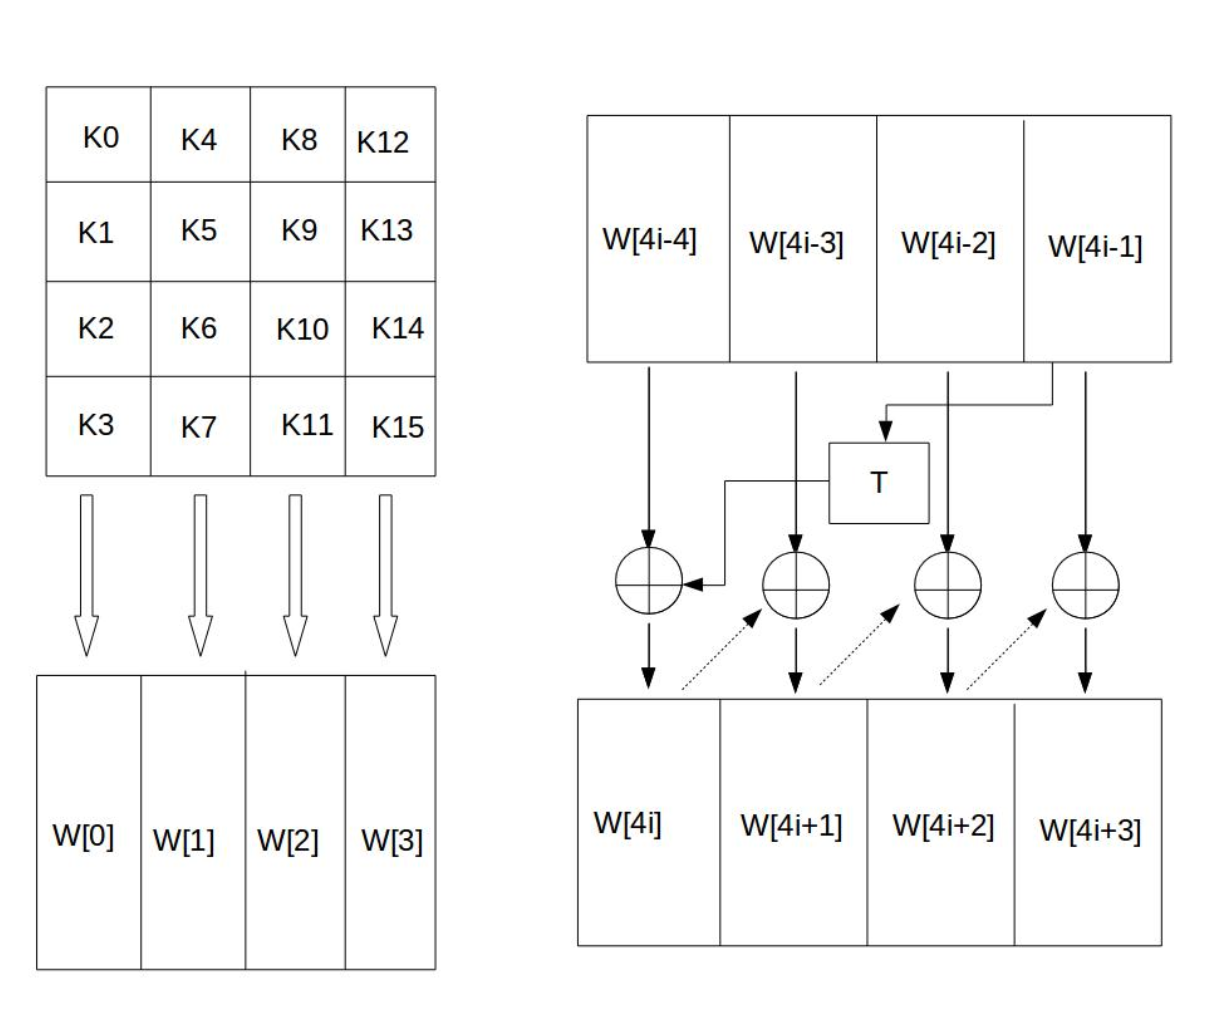 K0 K4 K8 K12
K1 K5 K9 K13
K2 K6 K10 K14
K3 K7 K11 K15
W[0] W[1] W[2] W[3]
W[4i-4] W[4i-3] W[4i-2] W[4i-1]
T
W[4i] W[4i+1] W[4i+2] W[4i+3]